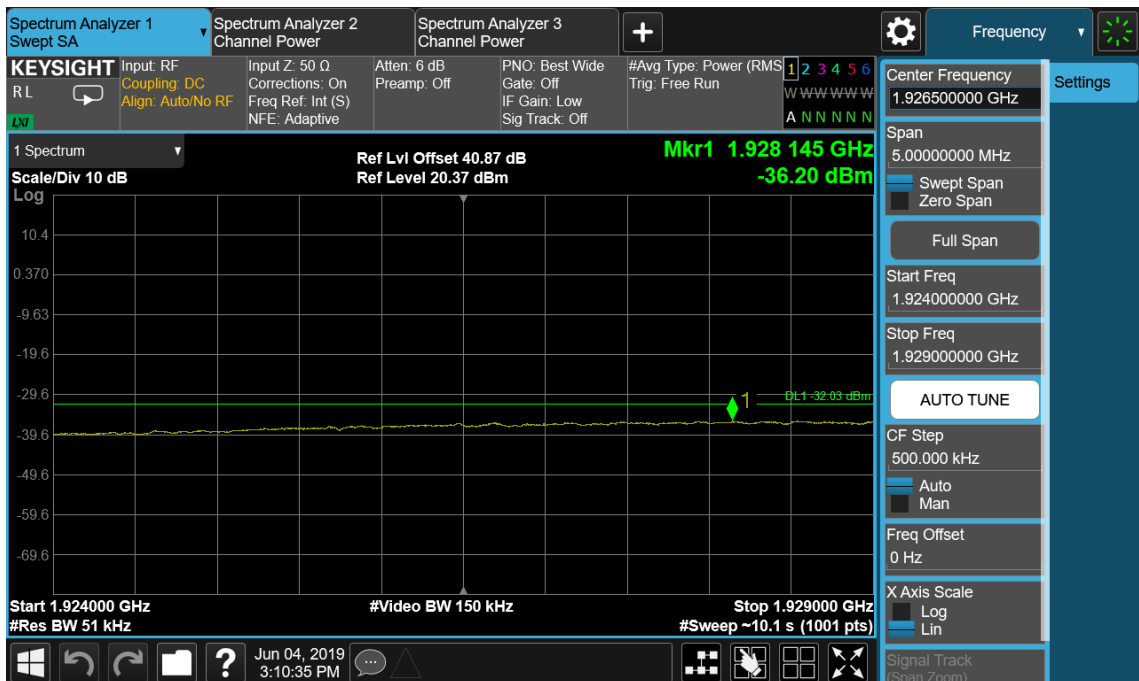 Spectrum Analyzer 1
Swept SA
Spectrum Analyzer 2
Channel Power
Spectrum Analyzer 3
Channel Power
+
Frequency
KEYSIGHT
R L
LXI
Input: RF
Coupling: DC
Align: Auto/No RF
Input Z: 50 Ω
Corrections: On
Freq Ref: Int (S)
NFE: Adaptive
Atten: 6 dB
Preamp: Off
PNO: Best Wide
Gate: Off
IF Gain: Low
Sig Track: Off
#Avg Type: Power (RMS
Trig: Free Run
1 2 3 4 5 6
W W W W W W
A N N N N N
1 Spectrum
Scale/Div 10 dB
Log
Ref Lvl Offset 40.87 dB
Ref Level 20.37 dBm
Mkr1 1.928 145 GHz
-36.20 dBm
10.4
0.370
-9.63
-19.6
-29.6
DL1 -32.03 dBm
1
-39.6
-49.6
-59.6
-69.6
Start 1.924000 GHz
#Res BW 51 kHz
#Video BW 150 kHz
Stop 1.929000 GHz
#Sweep ~10.1 s (1001 pts)
?
Jun 04, 2019
3:10:35 PM
Center Frequency
1.926500000 GHz
Settings
Span
5.00000000 MHz
Swept Span
Zero Span
Full Span
Start Freq
1.924000000 GHz
Stop Freq
1.929000000 GHz
AUTO TUNE
CF Step
500.000 kHz
Auto
Man
Freq Offset
0 Hz
X Axis Scale
Log
Lin
Signal Track
(Span Zoom)